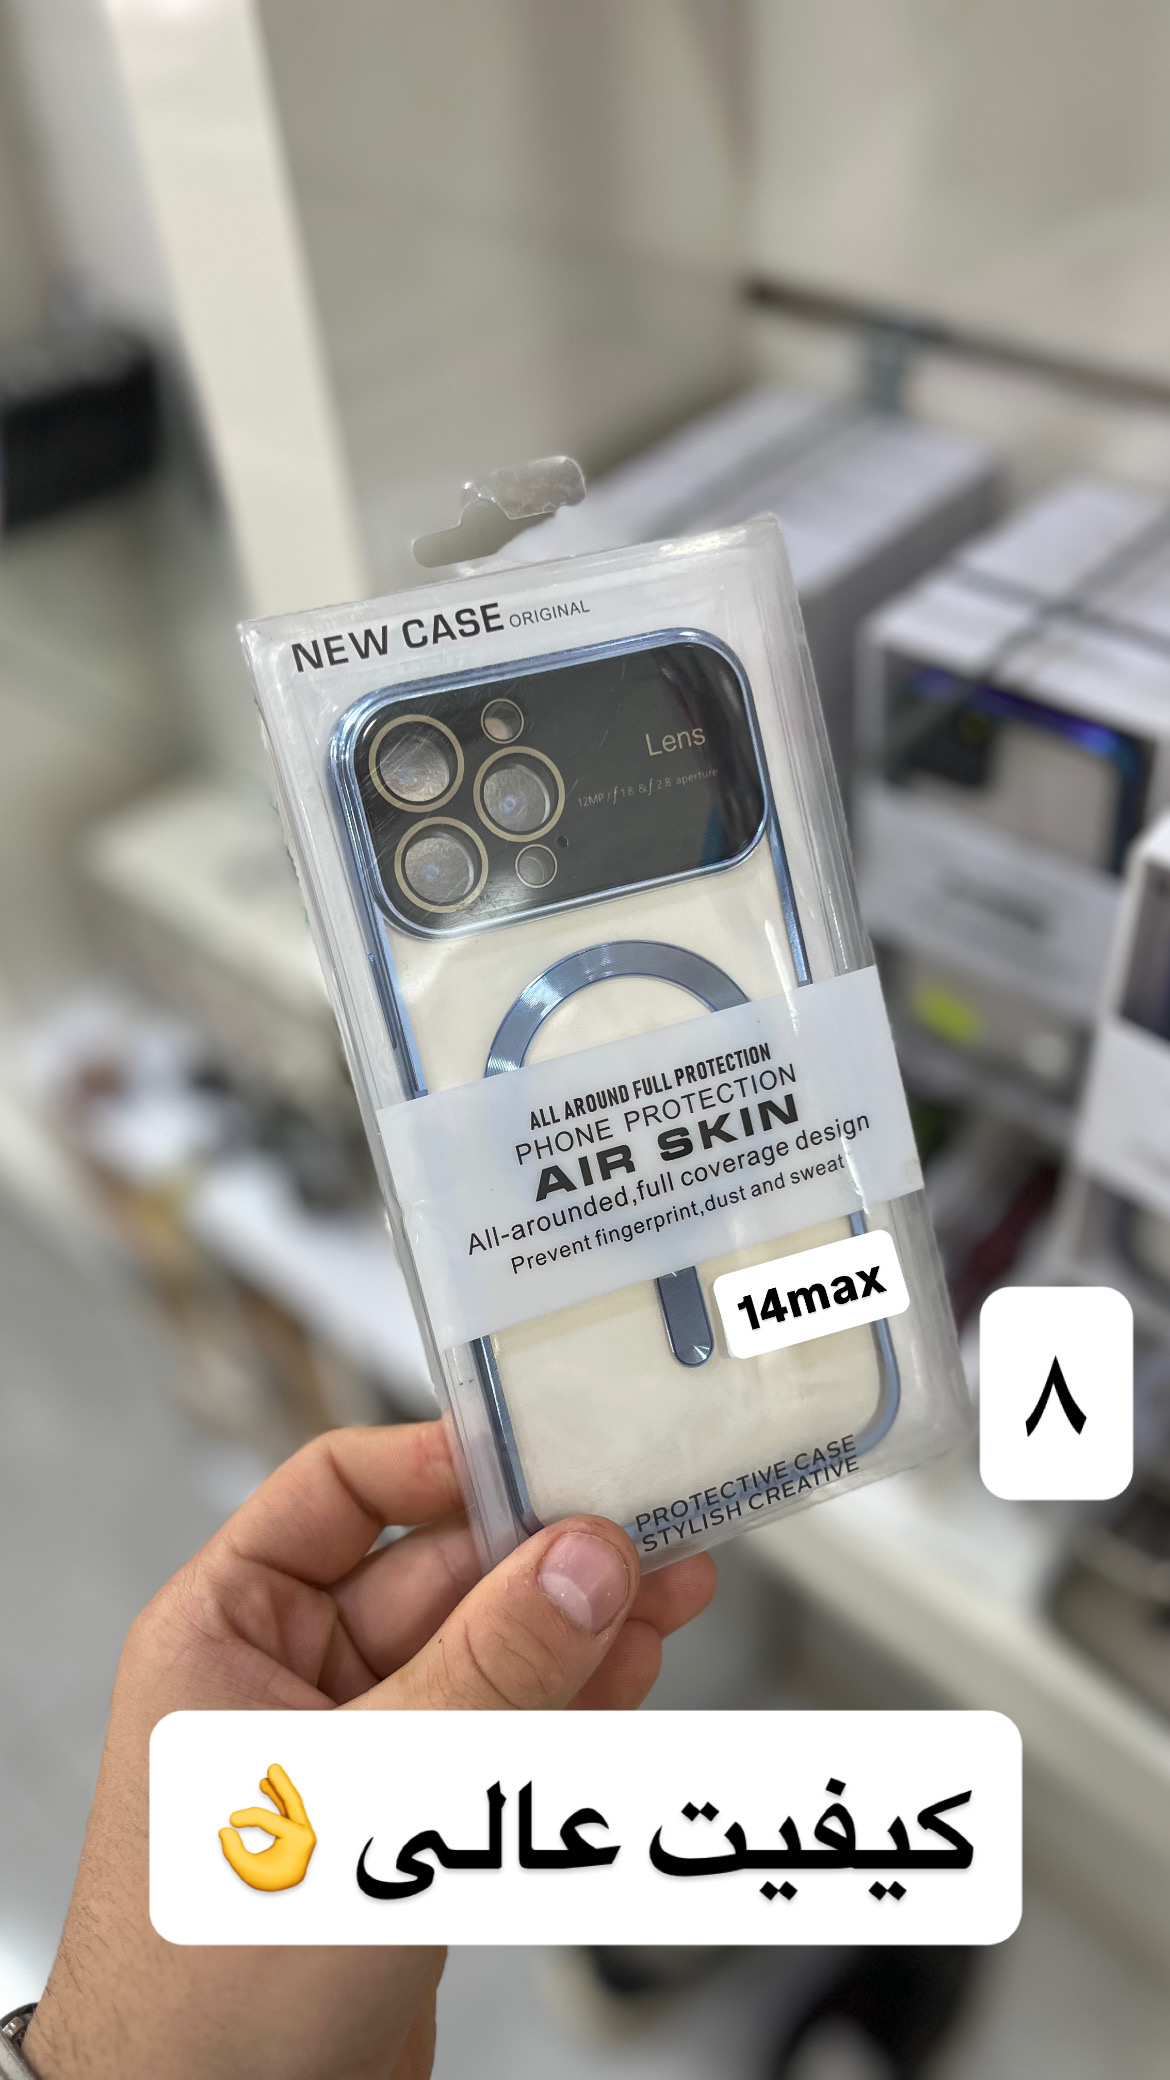 NEW CASE ORIGINAL
Lens
12MP / f 1.8 & f 2.8 aperture
ALL AROUND FULL PROTECTION
PHONE PROTECTION
AIR SKIN
All-arounded,full coverage design
Prevent fingerprint,dust and sweat
14max
٨
PROTECTIVE CASE
STYLISH CREATIVE
کیفیت عالی 👌